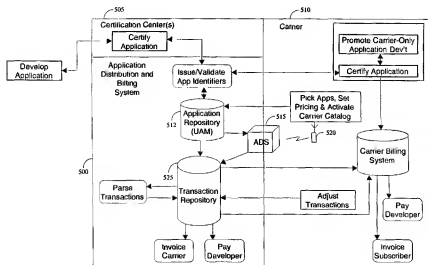 505
510
Certification Center(s)
Carrier
Certify
Application
Promote Carrier-Only
Application Dev't
Develop
Application
Issue/Validate
App Identifiers
Certify Application
Application
Distribution and
Billing
System
Pick Apps, Set
Pricing & Activate
Carrier Catalog
512
Application
Repository
(UAM)
515
ADS
520
Carrier Billing
System
500
525
Parse
Transactions
Transaction
Repository
Adjust
Transactions
Pay
Developer
Invoice
Carrier
Pay
Developer
Invoice
Subscriber